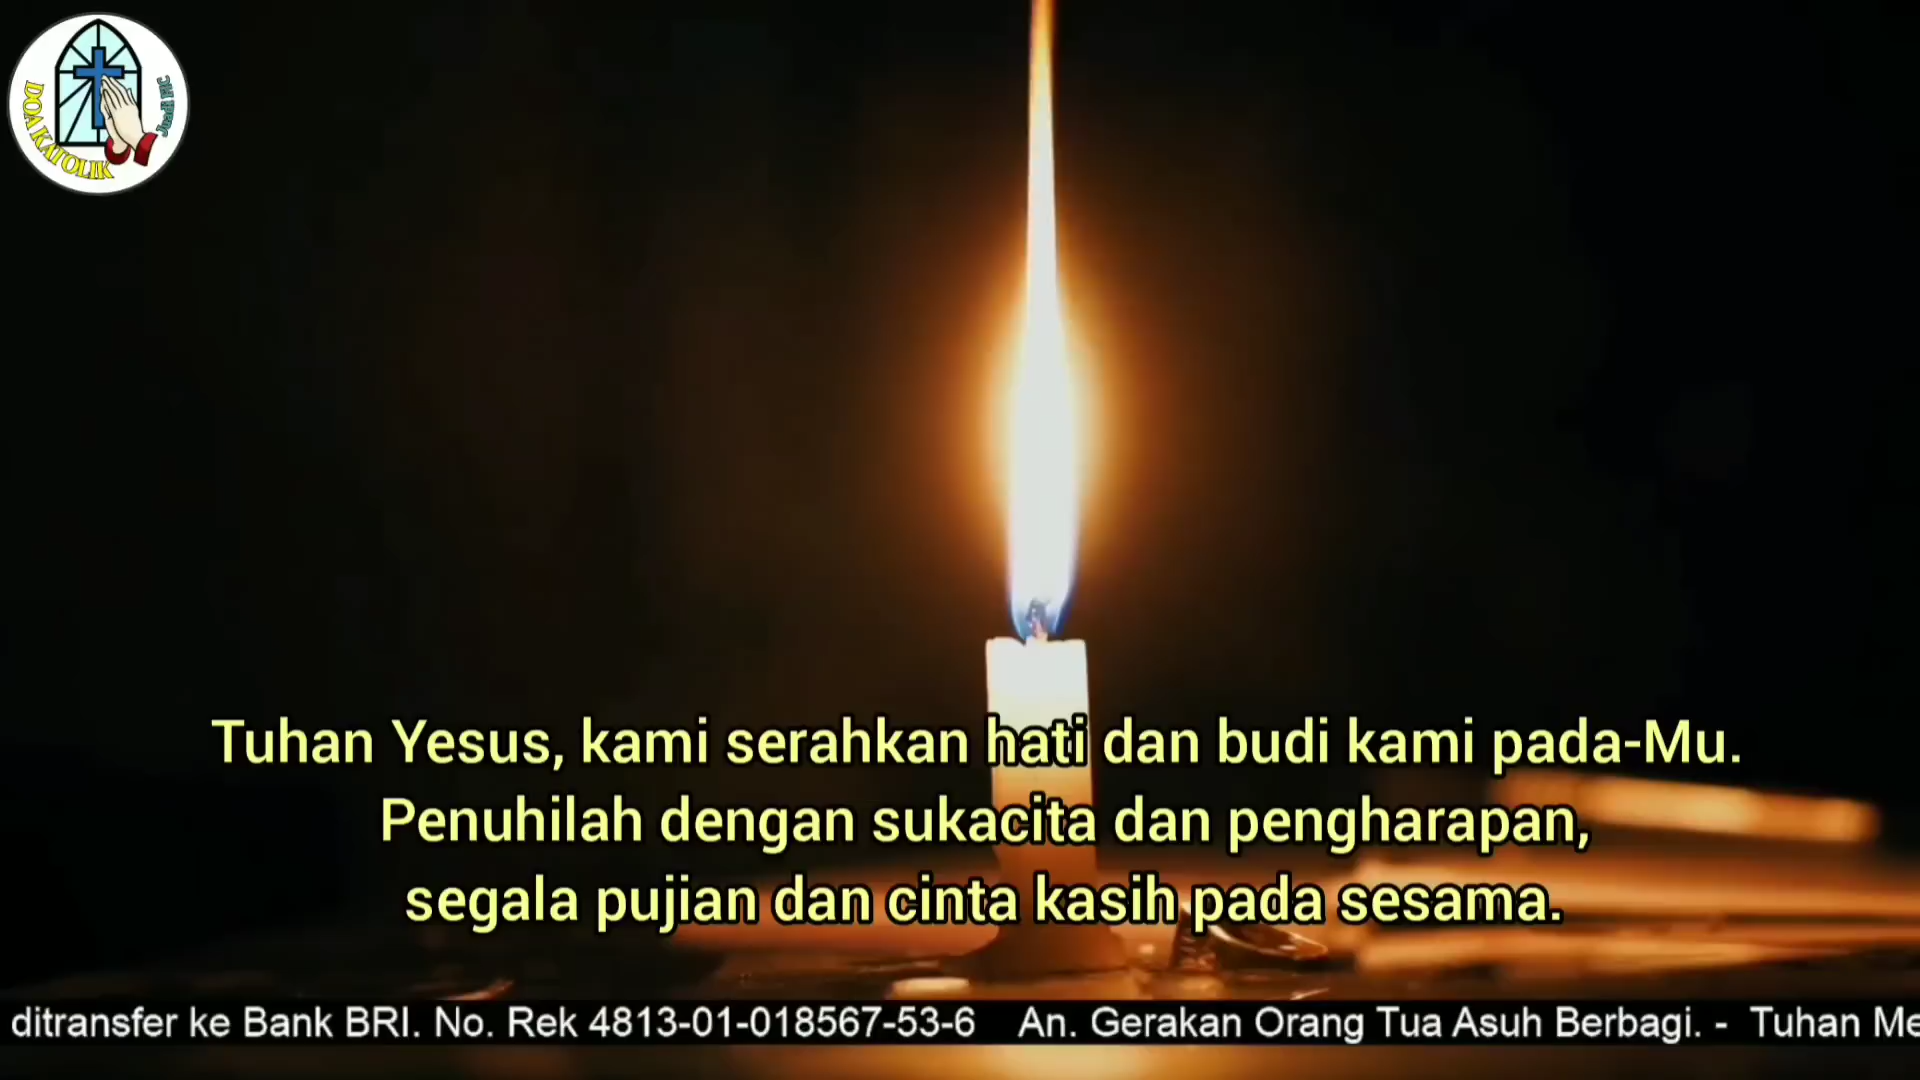 DOA KATOLIK
Tuhan Yesus, kami serahkan hati dan budi kami pada-Mu.
Penuhilah dengan sukacita dan pengharapan,
segala pujian dan cinta kasih pada sesama.
ditransfer ke Bank BRI. No. Rek 4813-01-018567-53-6 An. Gerakan Orang Tua Asuh Berbagi. - Tuhan Me